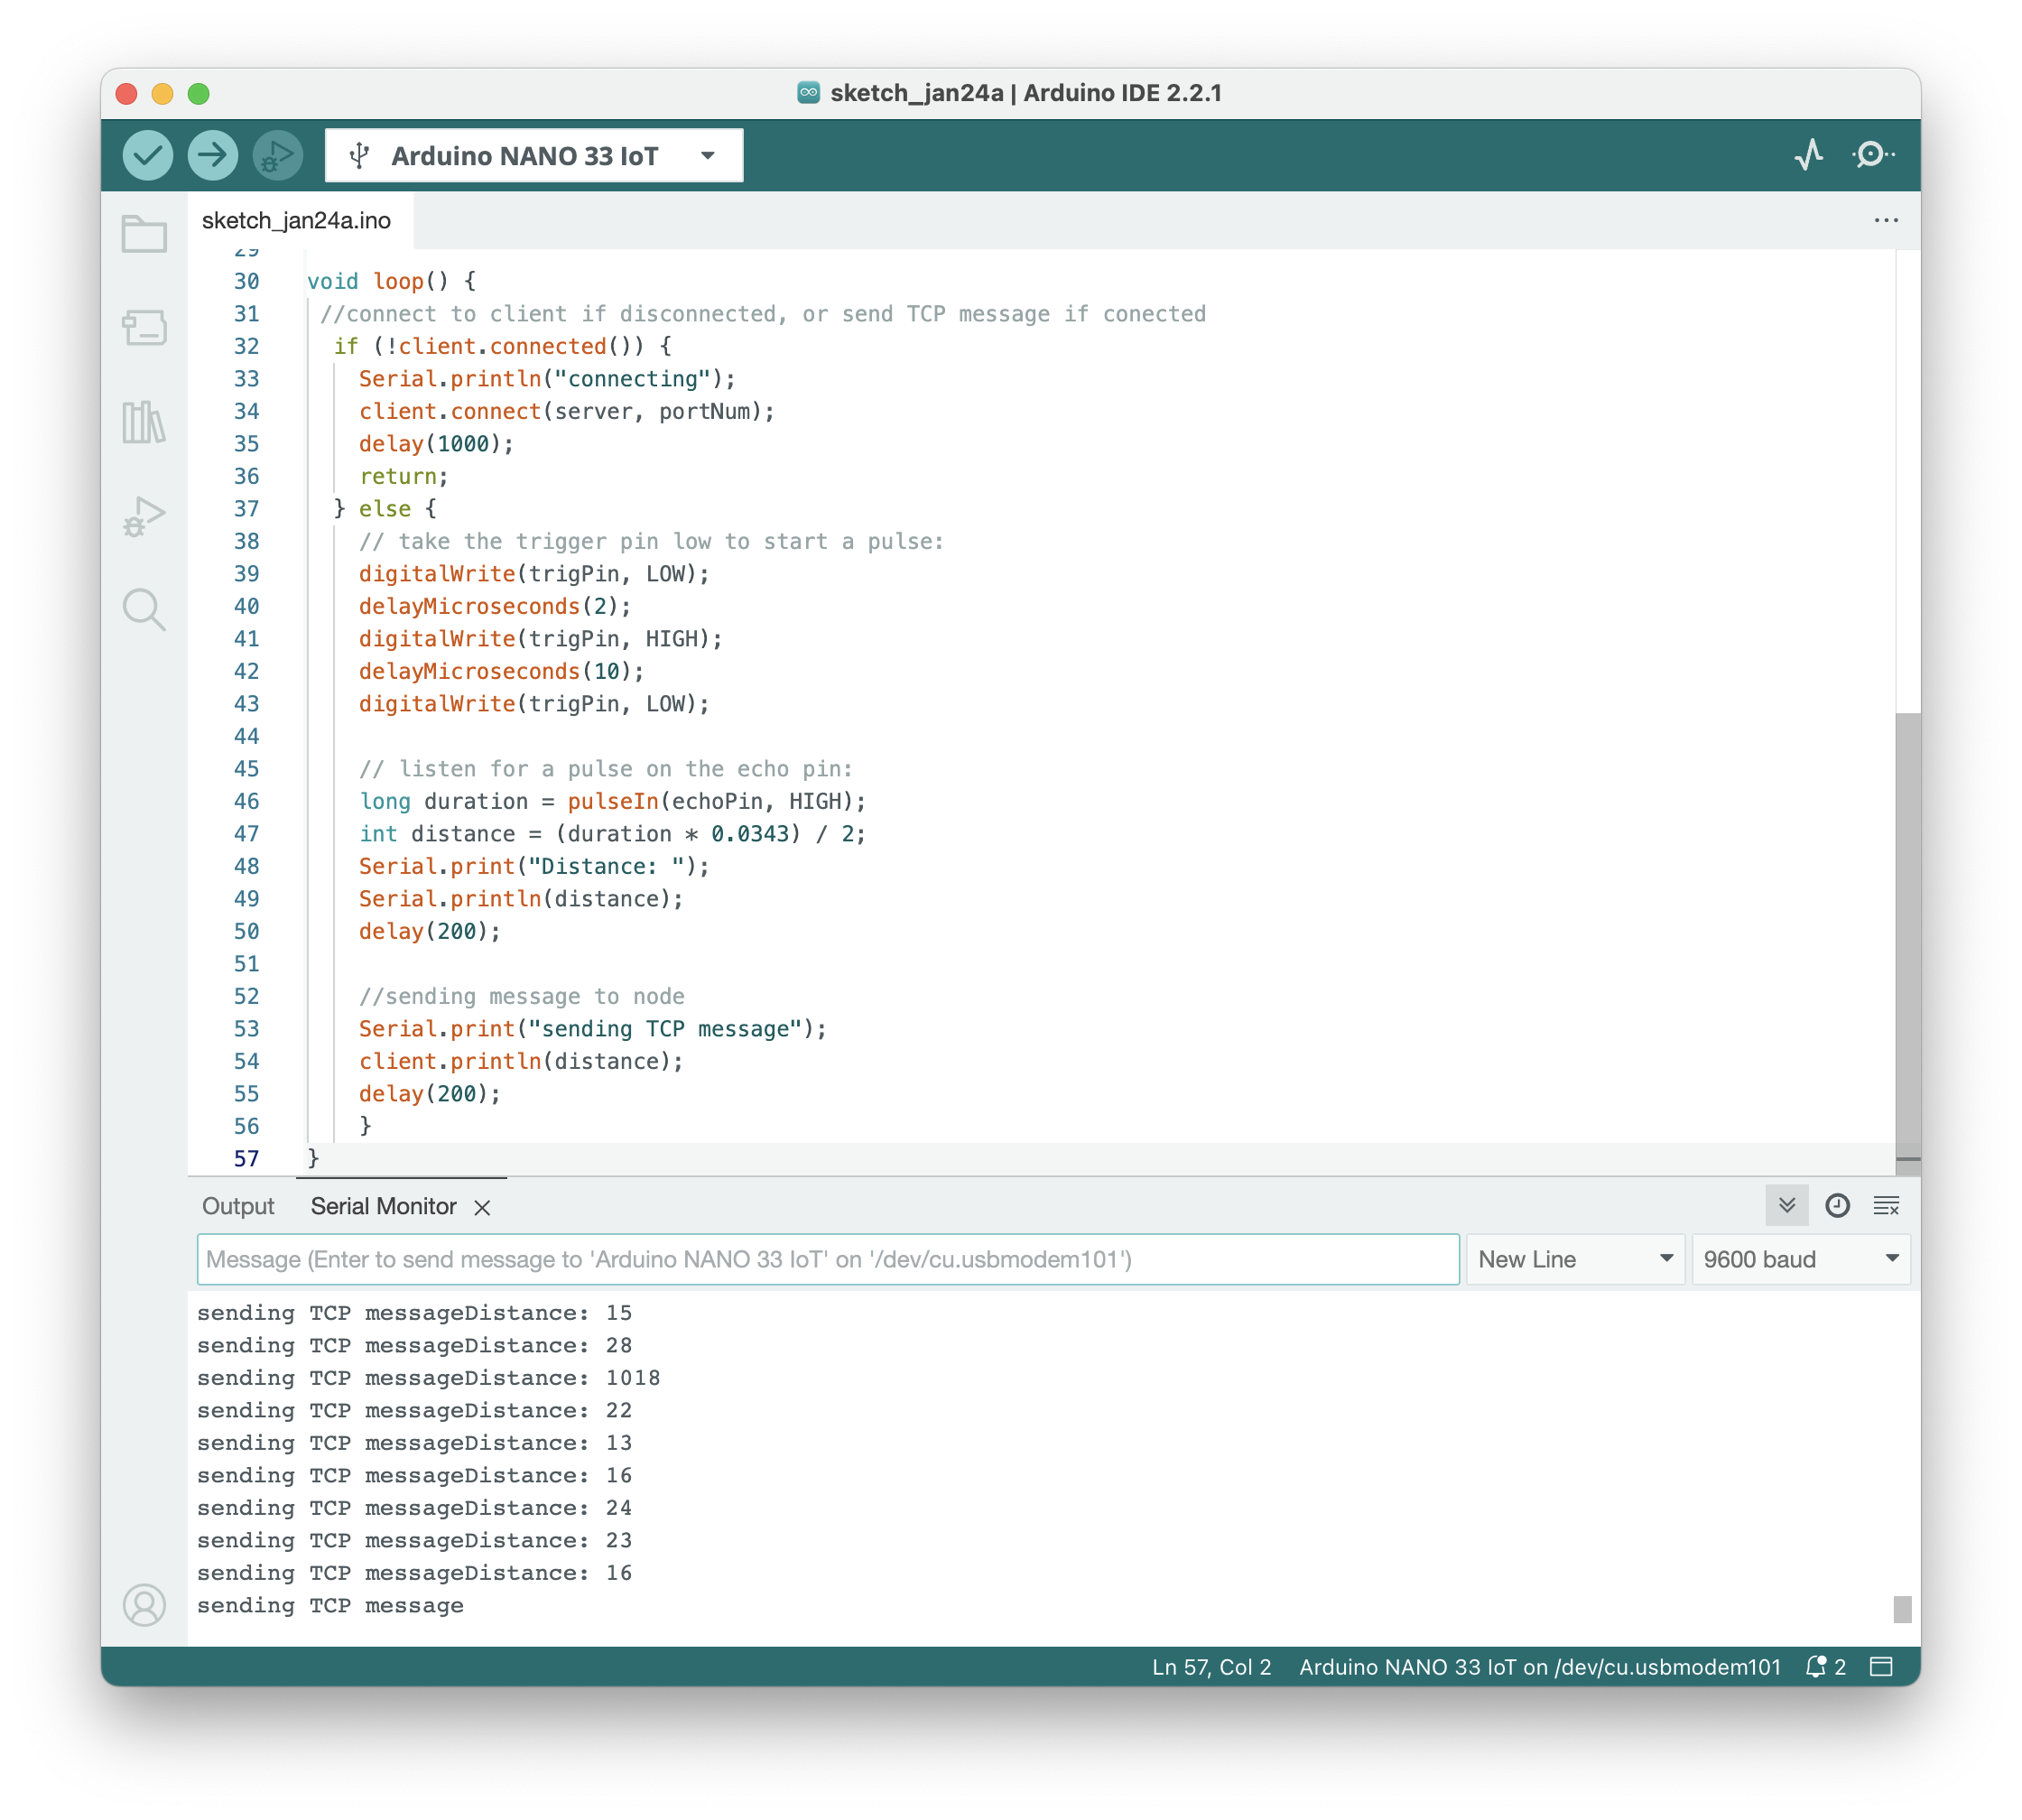 sketch_jan24a | Arduino IDE 2.2.1
Arduino NANO 33 IoT
sketch_jan24a.ino
29
30 void loop() {
31 //connect to client if disconnected, or send TCP message if conected
32 if (!client.connected()) {
33 Serial.println("connecting");
34 client.connect(server, portNum);
35 delay(1000);
36 return;
37 } else {
38 // take the trigger pin low to start a pulse:
39 digitalWrite(trigPin, LOW);
40 delayMicroseconds(2);
41 digitalWrite(trigPin, HIGH);
42 delayMicroseconds(10);
43 digitalWrite(trigPin, LOW);
44
45 // listen for a pulse on the echo pin:
46 long duration = pulseIn(echoPin, HIGH);
47 int distance = (duration * 0.0343) / 2;
48 Serial.print("Distance: ");
49 Serial.println(distance);
50 delay(200);
51
52 //sending message to node
53 Serial.print("sending TCP message");
54 client.println(distance);
55 delay(200);
56 }
57 }
Output Serial Monitor
Message (Enter to send message to 'Arduino NANO 33 IoT' on '/dev/cu.usbmodem101') New Line 9600 baud
sending TCP messageDistance: 15
sending TCP messageDistance: 28
sending TCP messageDistance: 1018
sending TCP messageDistance: 22
sending TCP messageDistance: 13
sending TCP messageDistance: 16
sending TCP messageDistance: 24
sending TCP messageDistance: 23
sending TCP messageDistance: 16
sending TCP message
Ln 57, Col 2 Arduino NANO 33 IoT on /dev/cu.usbmodem101 2